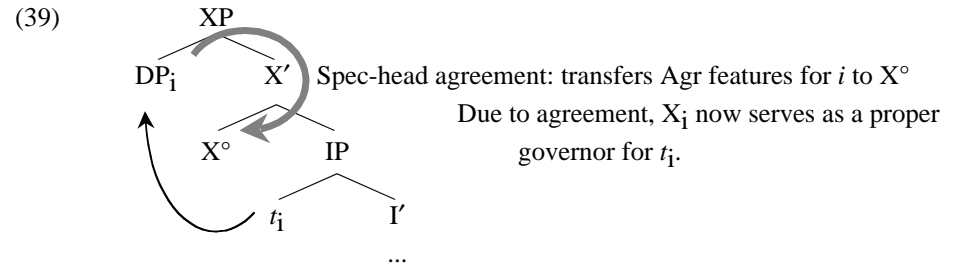 (39) XP
DPi X′ Spec-head agreement: transfers Agr features for i to X°
Due to agreement, Xi now serves as a proper
X° IP governor for ti.
ti I′
...